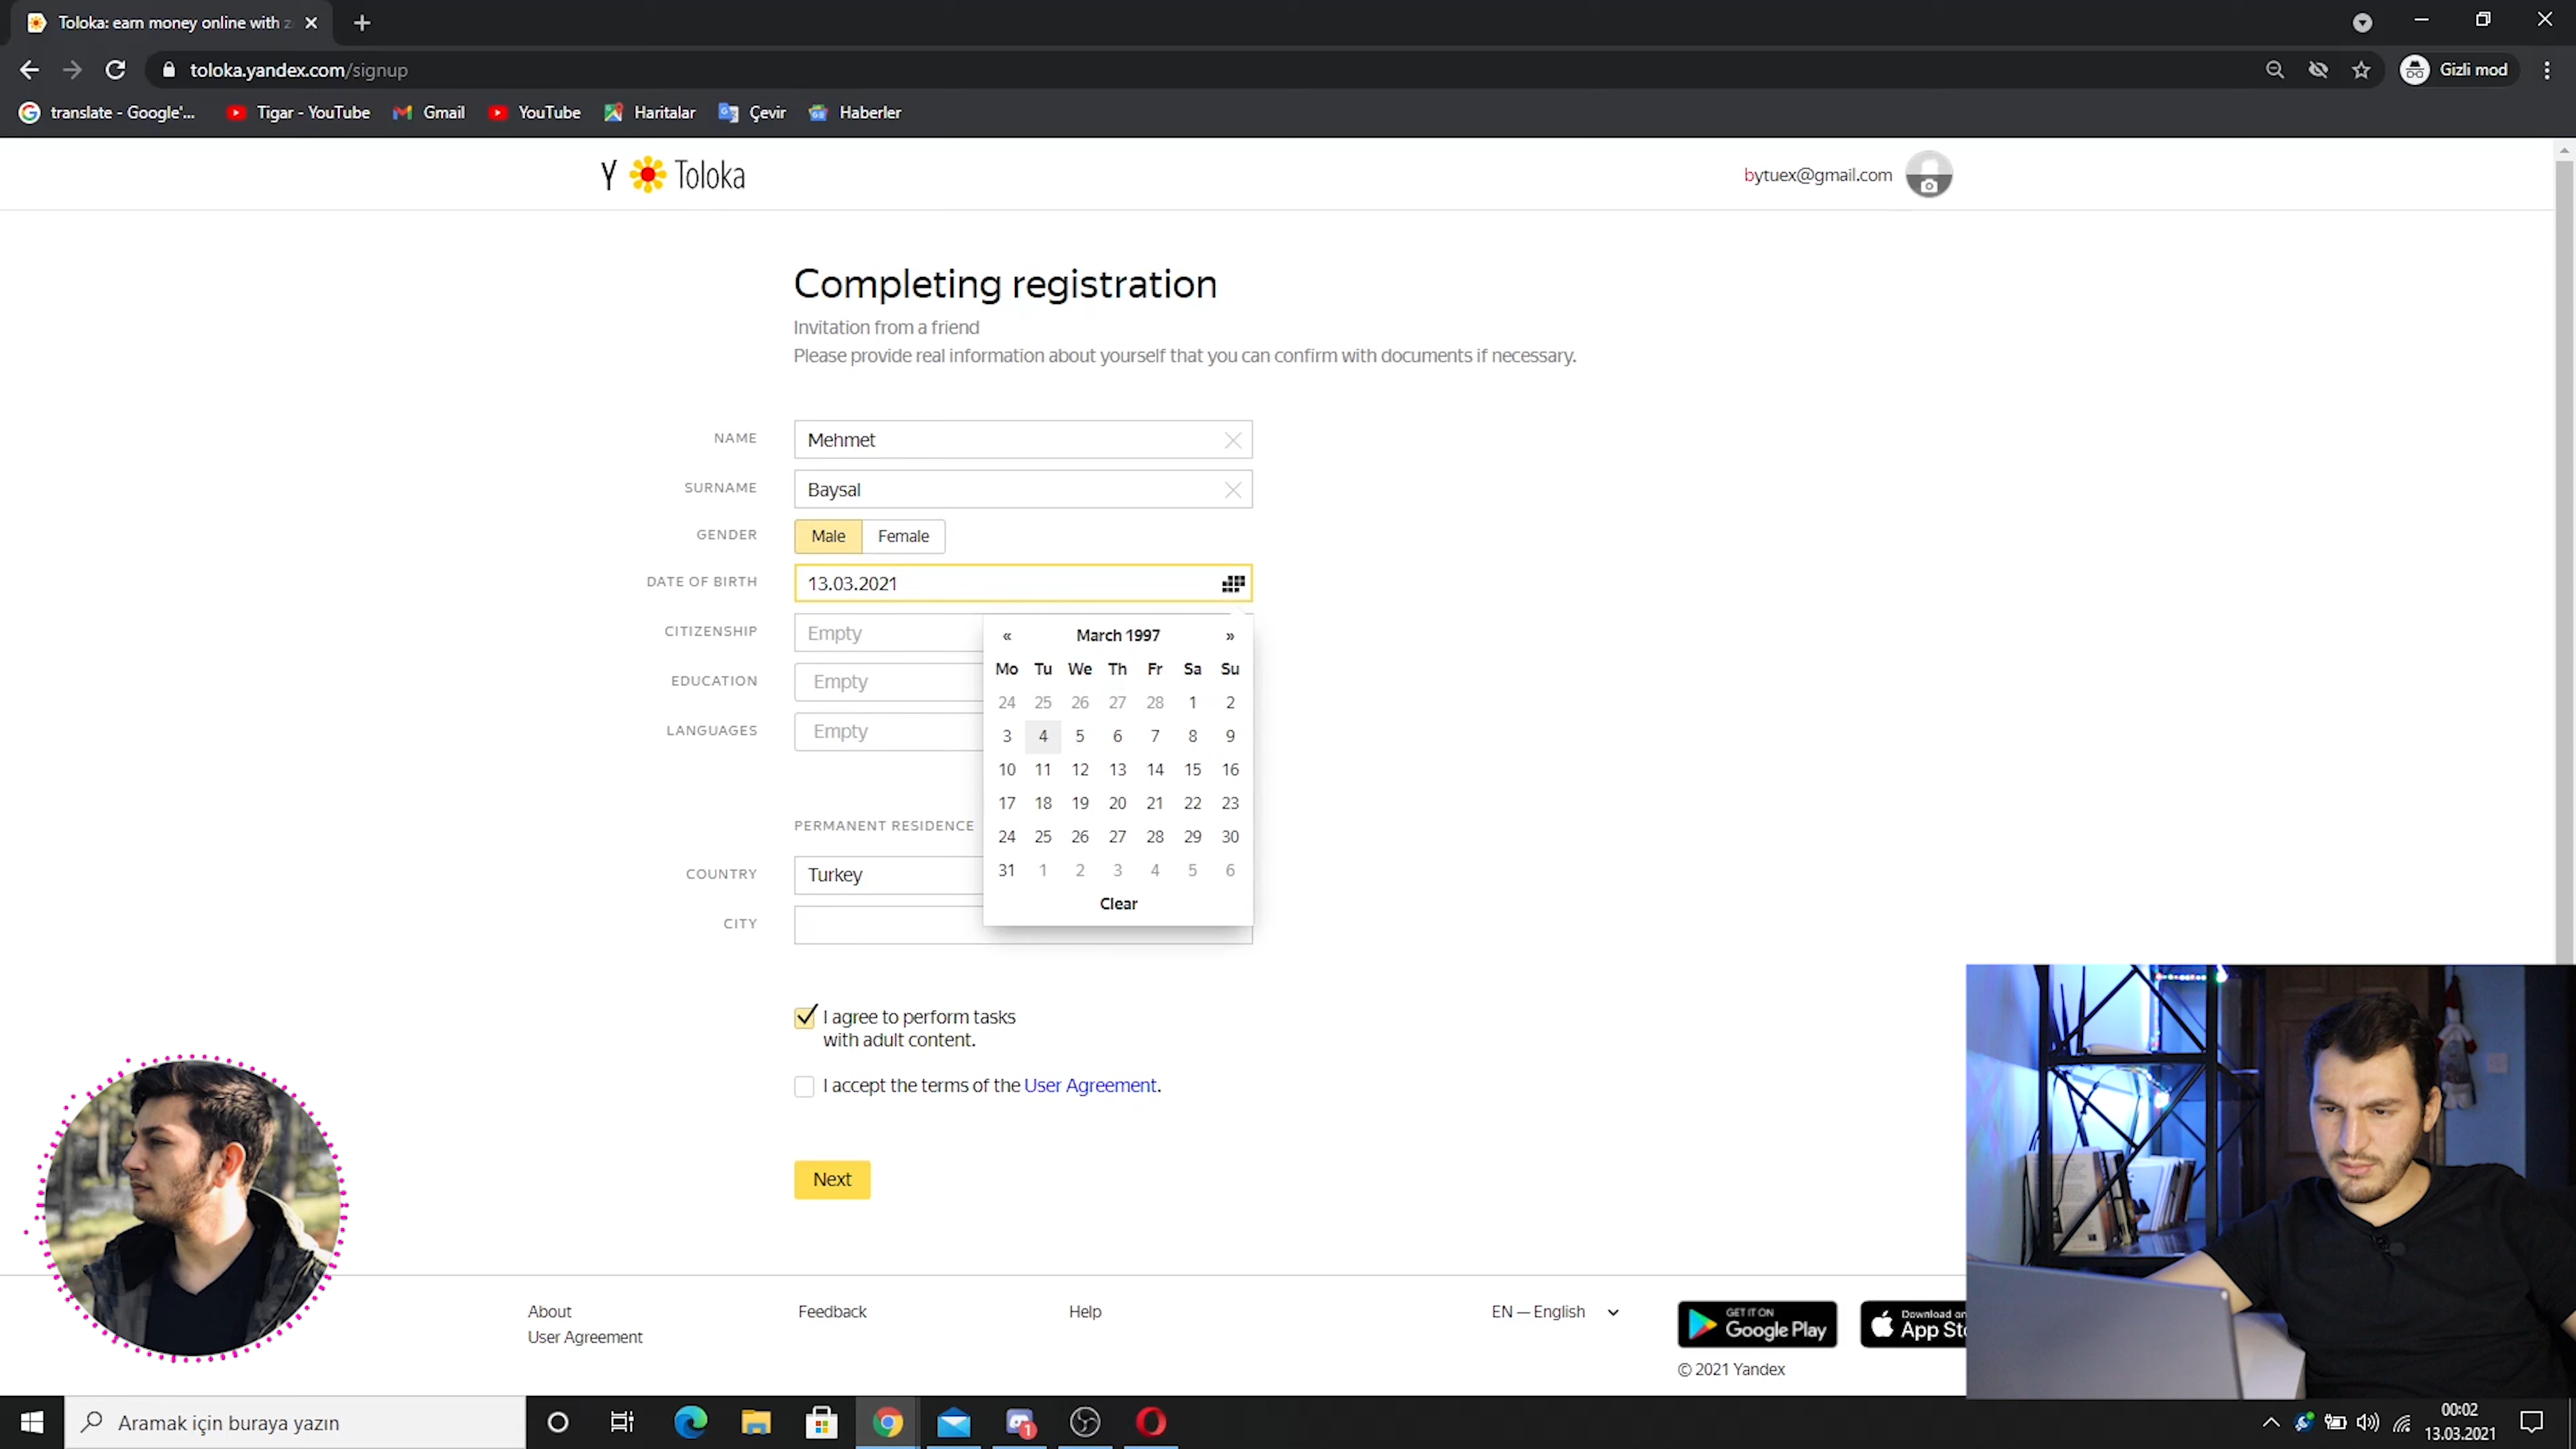 Toloka: earn money online with z
toloka.yandex.com/signup
Gizli mod
translate - Google'...
Tigar - YouTube
Gmail
YouTube
Haritalar
Çevir
Haberler
Y Toloka
bytuex@gmail.com
Completing registration
Invitation from a friend
Please provide real information about yourself that you can confirm with documents if necessary.
NAME
Mehmet
SURNAME
Baysal
GENDER
Male
Female
DATE OF BIRTH
13.03.2021
CITIZENSHIP
Empty
EDUCATION
Empty
LANGUAGES
Empty
« March 1997 »
Mo Tu We Th Fr Sa Su
24 25 26 27 28 1 2
3 4 5 6 7 8 9
10 11 12 13 14 15 16
17 18 19 20 21 22 23
24 25 26 27 28 29 30
31 1 2 3 4 5 6
Clear
PERMANENT RESIDENCE
COUNTRY
Turkey
CITY
I agree to perform tasks
with adult content.
I accept the terms of the User Agreement.
Next
About
User Agreement
Feedback
Help
EN — English
GET IT ON
Google Play
Download on
App Sto
© 2021 Yandex
Aramak için buraya yazın
1
00:02
13.03.2021